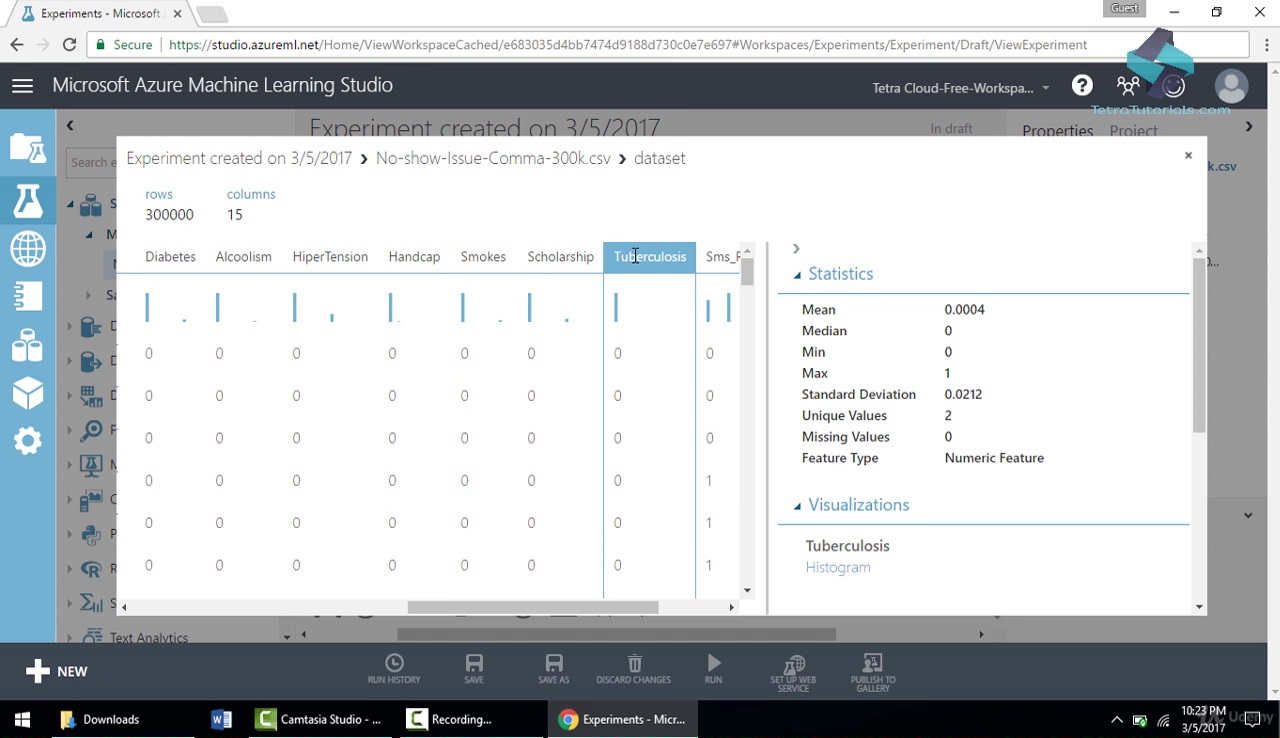 Experiments - Microsoft
Guest
Secure
https://studio.azureml.net/Home/ViewWorkspaceCached/e683035d4bb7474d9188d730c0e7e697#Workspaces/Experiments/Experiment/Draft/ViewExperiment
Microsoft Azure Machine Learning Studio
Tetra Cloud-Free-Workspa...
TetraTutorials.com
Experiment created on 3/5/2017
In draft
Properties Project
Search e
k.csv
Experiment created on 3/5/2017 › No-show-Issue-Comma-300k.csv › dataset
rows columns
300000 15
Diabetes Alcoolism HiperTension Handcap Smokes Scholarship Tuberculosis Sms_R
0 0 0 0 0 0 0 0
0 0 0 0 0 0 0 0
0 0 0 0 0 0 0 0
0 0 0 0 0 0 0 1
0 0 0 0 0 0 0 1
0 0 0 0 0 0 0 1
Statistics
Mean 0.0004
Median 0
Min 0
Max 1
Standard Deviation 0.0212
Unique Values 2
Missing Values 0
Feature Type Numeric Feature
Visualizations
Tuberculosis
Histogram
Text Analytics
NEW
RUN HISTORY
SAVE
SAVE AS
DISCARD CHANGES
RUN
SET UP WEB
SERVICE
PUBLISH TO
GALLERY
Downloads
Camtasia Studio - ...
Recording...
Experiments - Micr...
10:23 PM
3/5/2017
Udemy